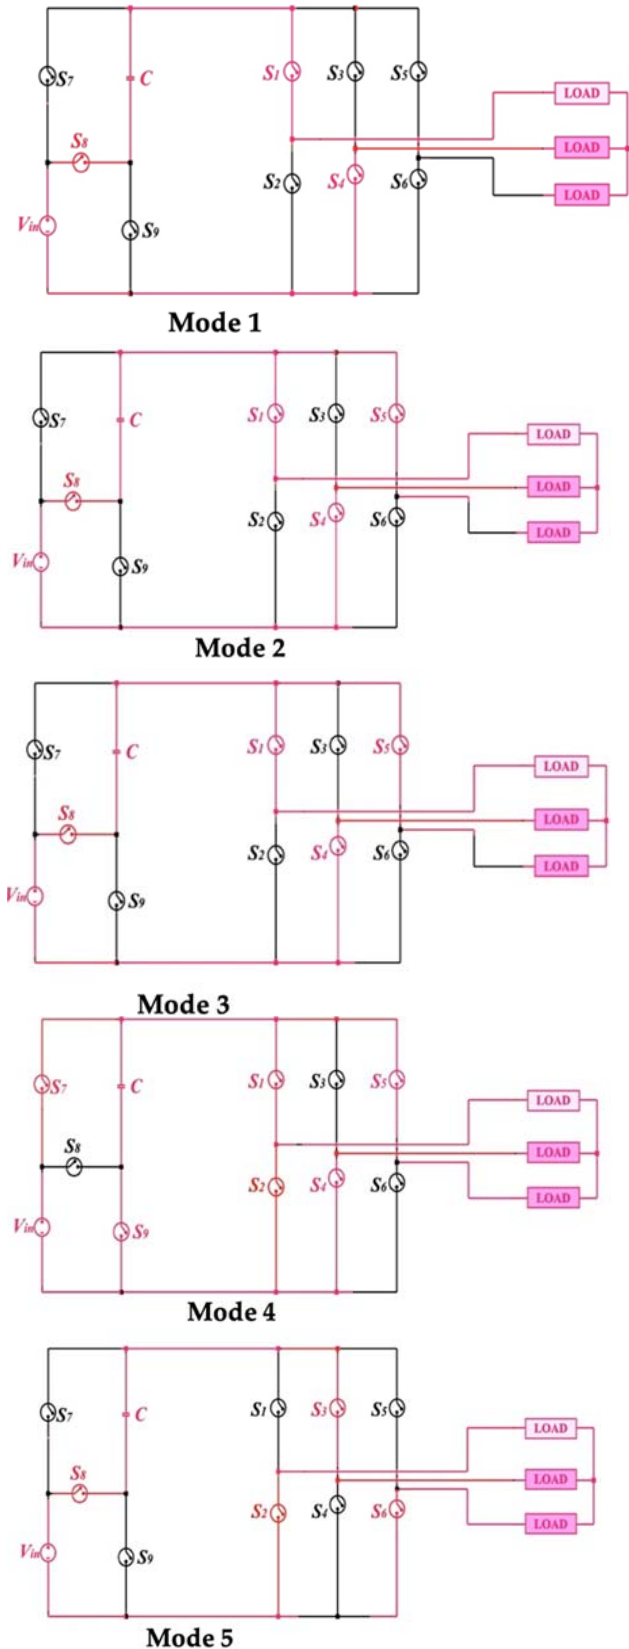 S7
C
S1
S3
S5
LOAD
S8
LOAD
S2
S4
S6
LOAD
Vin
S9
Mode 1
S7
C
S1
S3
S5
LOAD
S8
LOAD
S2
S4
S6
LOAD
Vin
S9
Mode 2
S7
C
S1
S3
S5
LOAD
S8
LOAD
S2
S4
S6
LOAD
Vin
S9
Mode 3
S7
C
S1
S3
S5
LOAD
S8
LOAD
S2
S4
S6
LOAD
Vin
S9
Mode 4
S7
C
S1
S3
S5
LOAD
S8
LOAD
S2
S4
S6
LOAD
Vin
S9
Mode 5